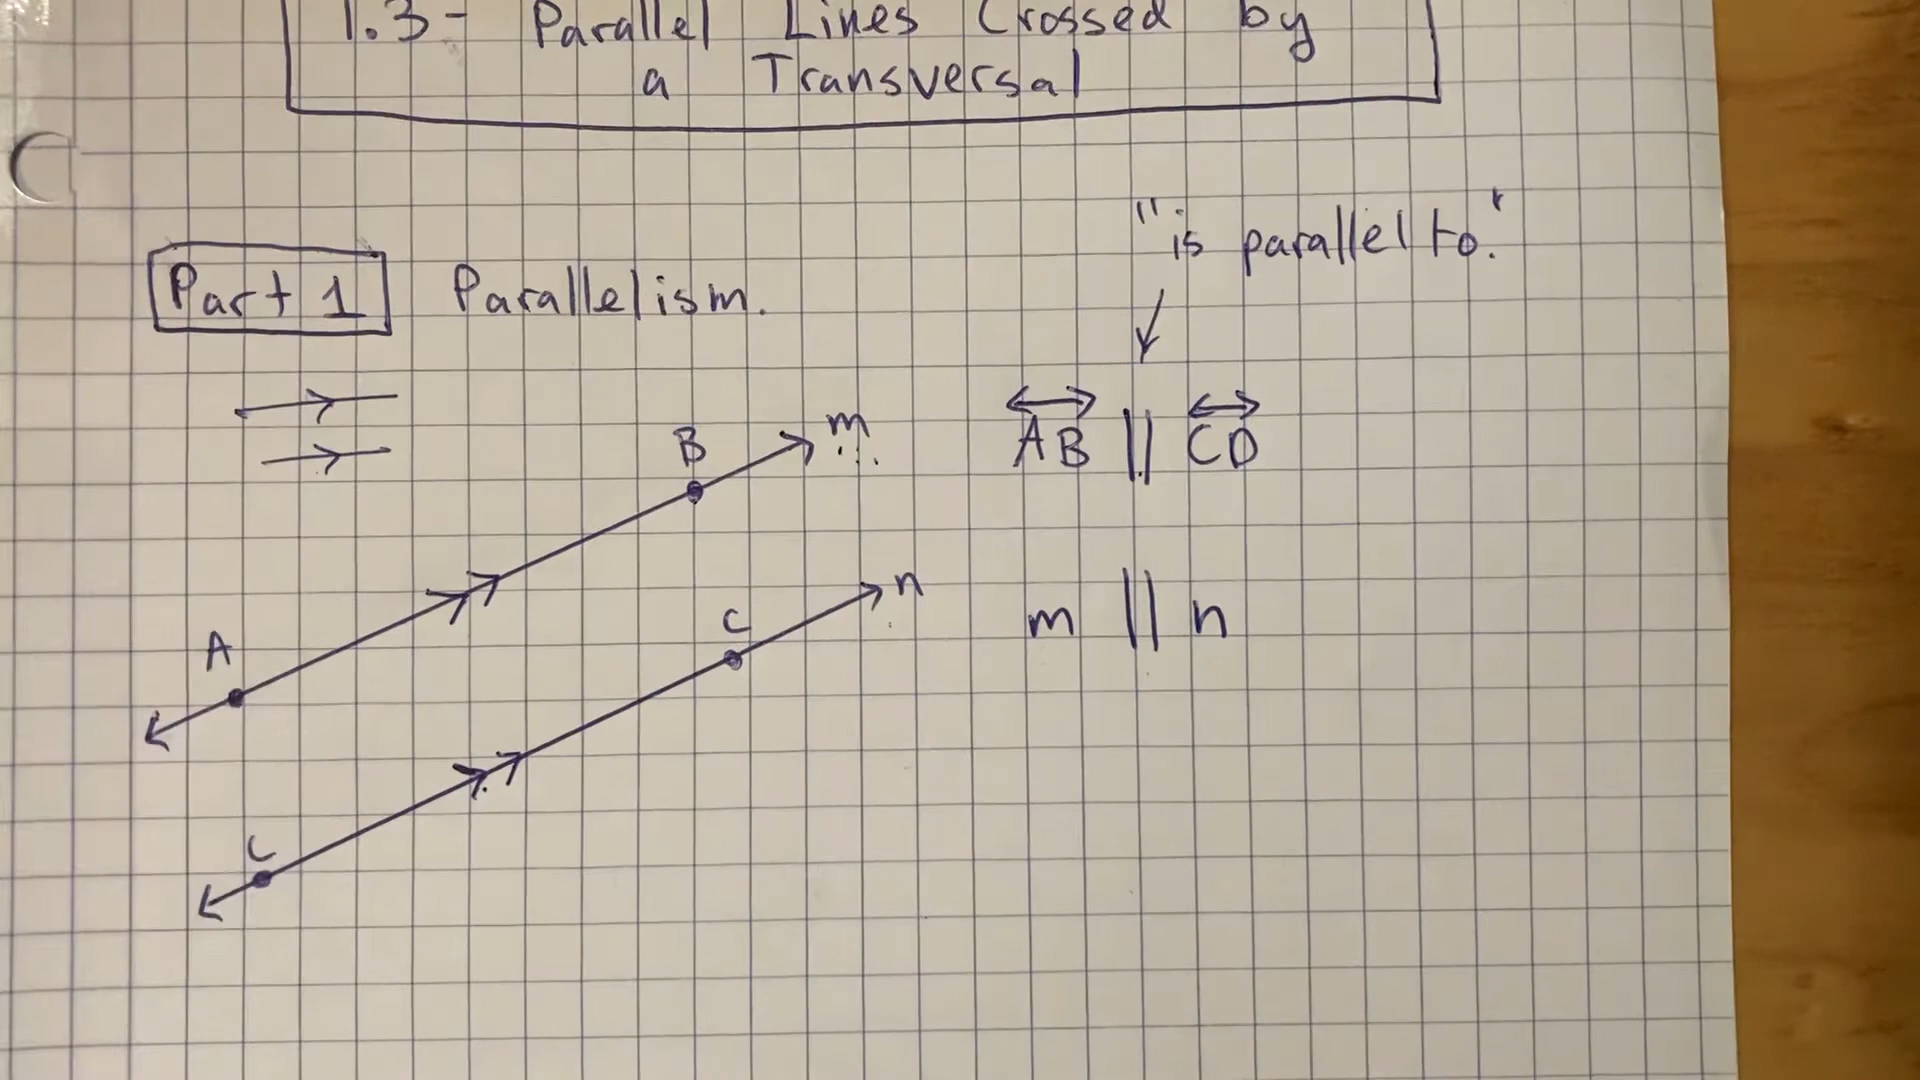 1.3- Parallel Lines Crossed by
a Transversal
"is parallel to."
Part 1 Parallelism.
m
B
AB || CD
n
C
m || n
A
C